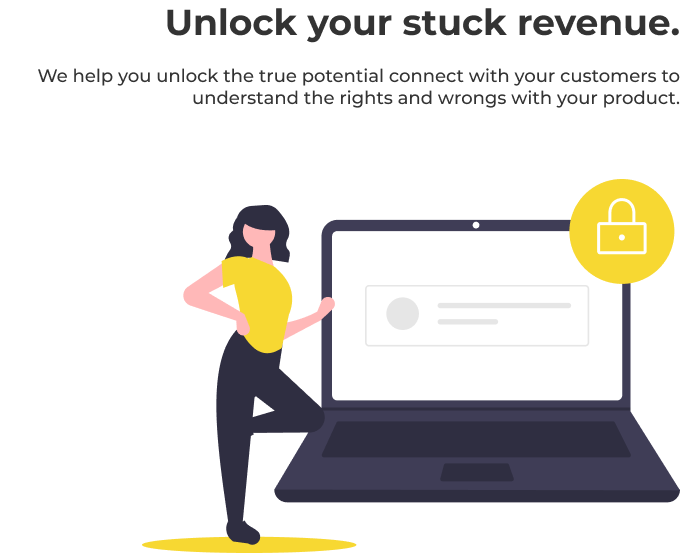 Unlock your stuck revenue.
We help you unlock the true potential connect with your customers to
understand the rights and wrongs with your product.